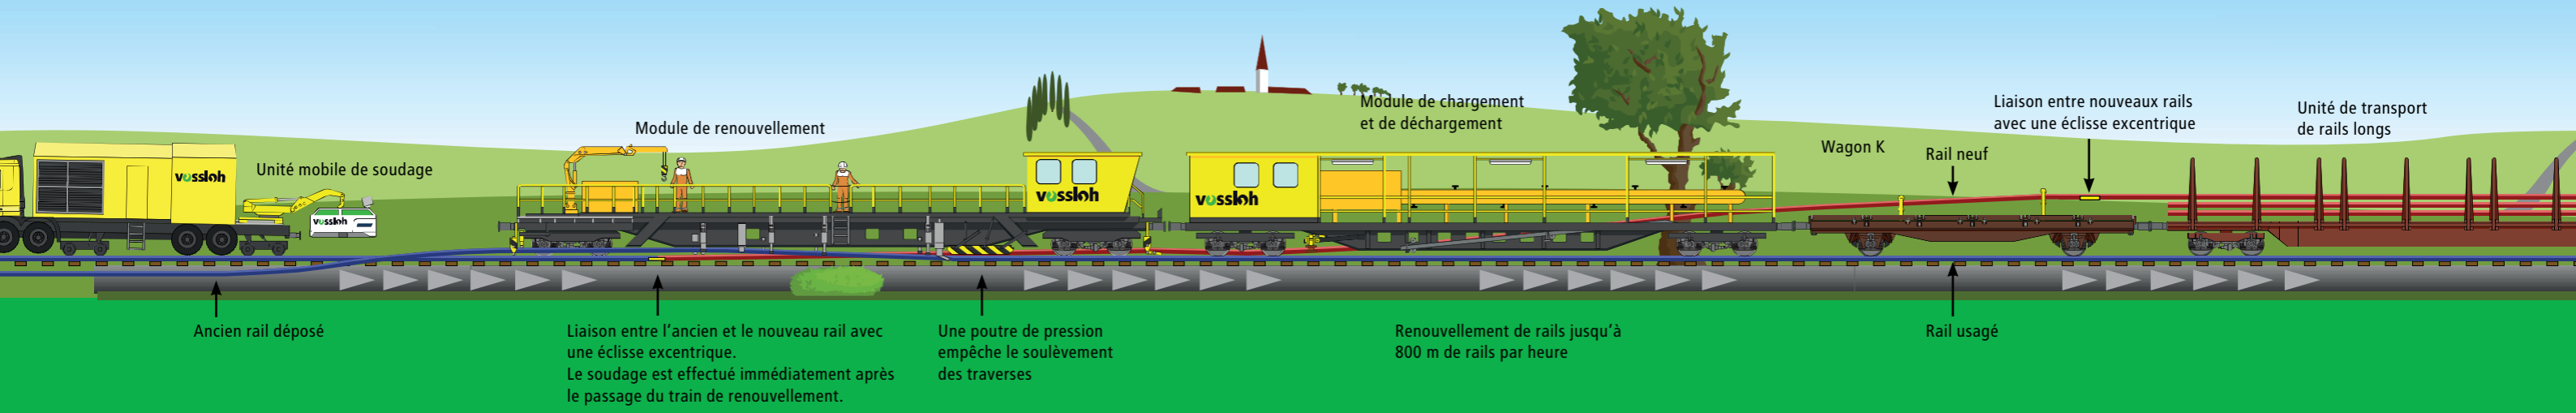 vossloh
Unité mobile de soudage
vossloh
Module de renouvellement
vossloh
vossloh
Module de chargement
et de déchargement
Wagon K
Rail neuf
Liaison entre nouveaux rails
avec une éclisse excentrique
Unité de transport
de rails longs
Ancien rail déposé
Liaison entre l'ancien et le nouveau rail avec
une éclisse excentrique.
Le soudage est effectué immédiatement après
le passage du train de renouvellement.
Une poutre de pression
empêche le soulèvement
des traverses
Renouvellement de rails jusqu'à
800 m de rails par heure
Rail usagé